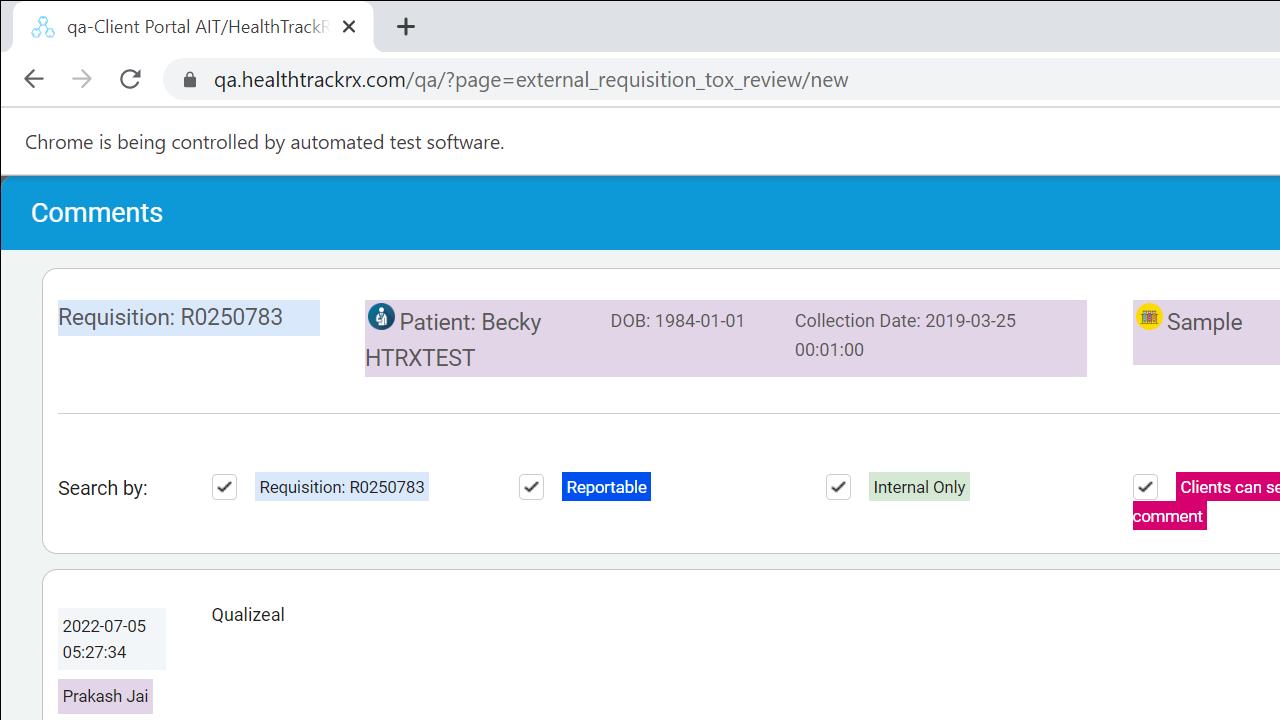 qa-Client Portal AIT/HealthTrackR
qa.healthtrackrx.com/qa/?page=external_requisition_tox_review/new
Chrome is being controlled by automated test software.
Comments
Requisition: R0250783
Patient: Becky
HTRXTEST
DOB: 1984-01-01
Collection Date: 2019-03-25
00:01:00
Sample
Search by:
Requisition: R0250783
Reportable
Internal Only
Clients can se
comment
2022-07-05
05:27:34
Qualizeal
Prakash Jai